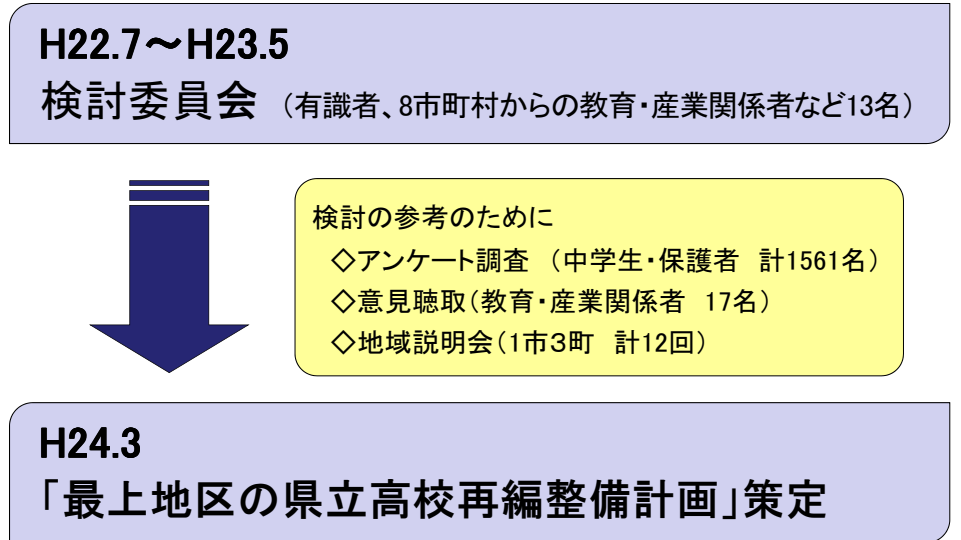 H22.7～H23.5
検討委員会 （有識者、8市町村からの教育・産業関係者など13名）
検討の参考のために
◇アンケート調査 （中学生・保護者　計1561名）
◇意見聴取（教育・産業関係者　17名）
◇地域説明会（1市３町　計12回）
H24.3
「最上地区の県立高校再編整備計画」策定